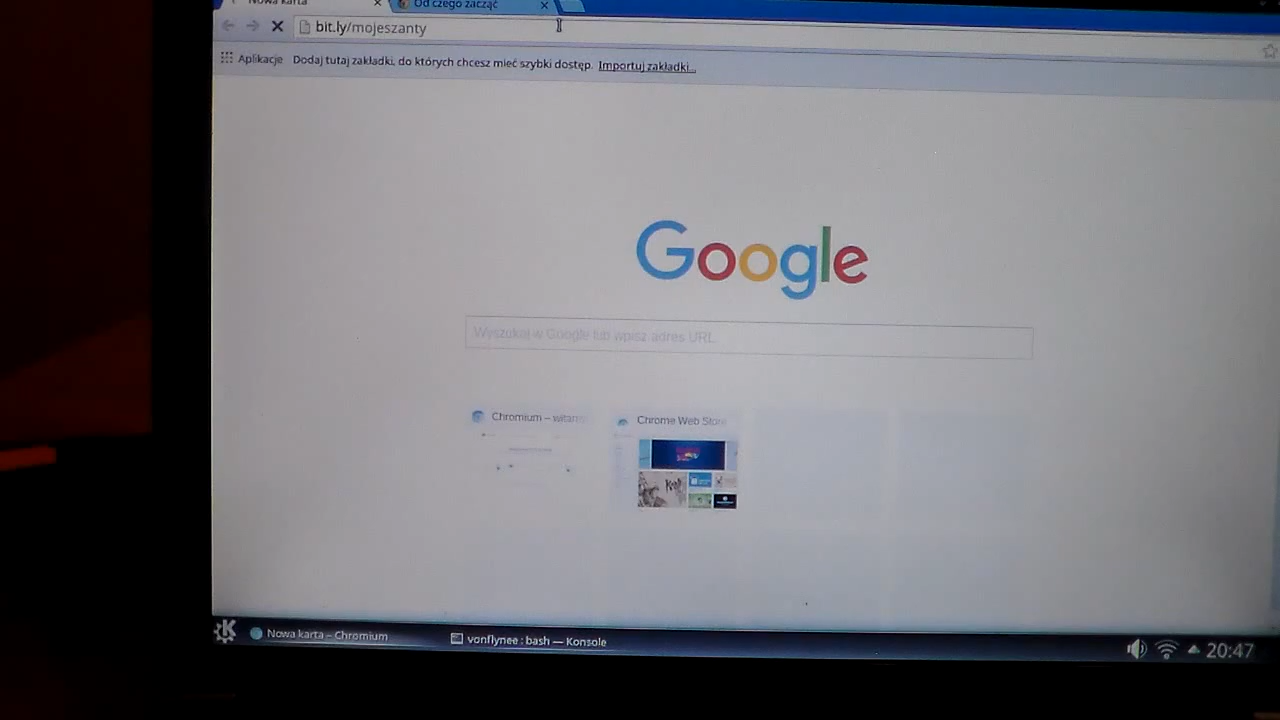 Nowa karta
Od czego zacząć
bit.ly/mojeszanty
Aplikacje Dodaj tutaj zakładki, do których chcesz mieć szybki dostęp. Importuj zakładki...
Google
Wyszukaj w Google lub wpisz adres URL
Chromium – witamy
Chrome Web Store
Nowa karta – Chromium
vonflynee : bash — Konsole
20:47